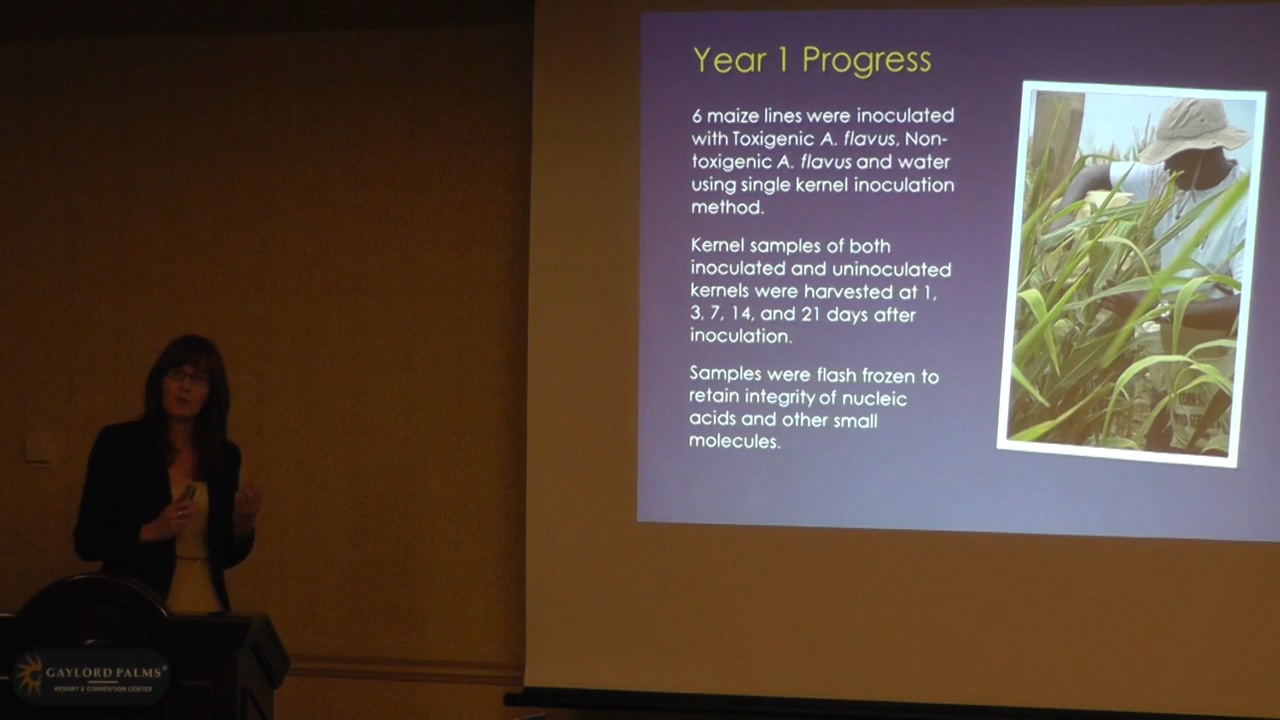 Year 1 Progress
6 maize lines were inoculated
with Toxigenic A. flavus, Non-
toxigenic A. flavus and water
using single kernel inoculation
method.
Kernel samples of both
inoculated and uninoculated
kernels were harvested at 1,
3, 7, 14, and 21 days after
inoculation.
Samples were flash frozen to
retain integrity of nucleic
acids and other small
molecules.
GAYLORD PALMS®
RESORT & CONVENTION CENTER